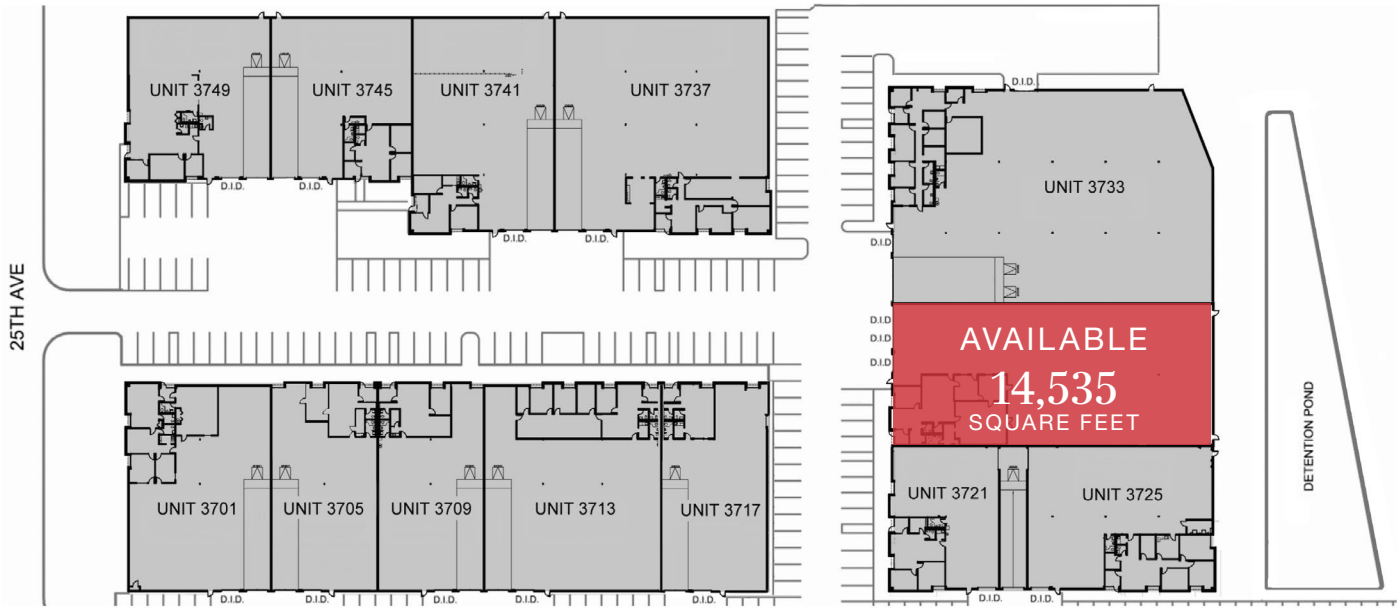 UNIT 3749
UNIT 3745
UNIT 3741
UNIT 3737
D.I.D.
D.I.D.
D.I.D.
D.I.D.
25TH AVE
D.I.D.
UNIT 3733
D.I.D
D.I.D
D.I.D
D.I.D
AVAILABLE
14,535
SQUARE FEET
UNIT 3701
UNIT 3705
UNIT 3709
UNIT 3713
UNIT 3717
D.I.D.
D.I.D.
D.I.D.
D.I.D.
UNIT 3721
UNIT 3725
D.I.D.
D.I.D.
DETENTION POND